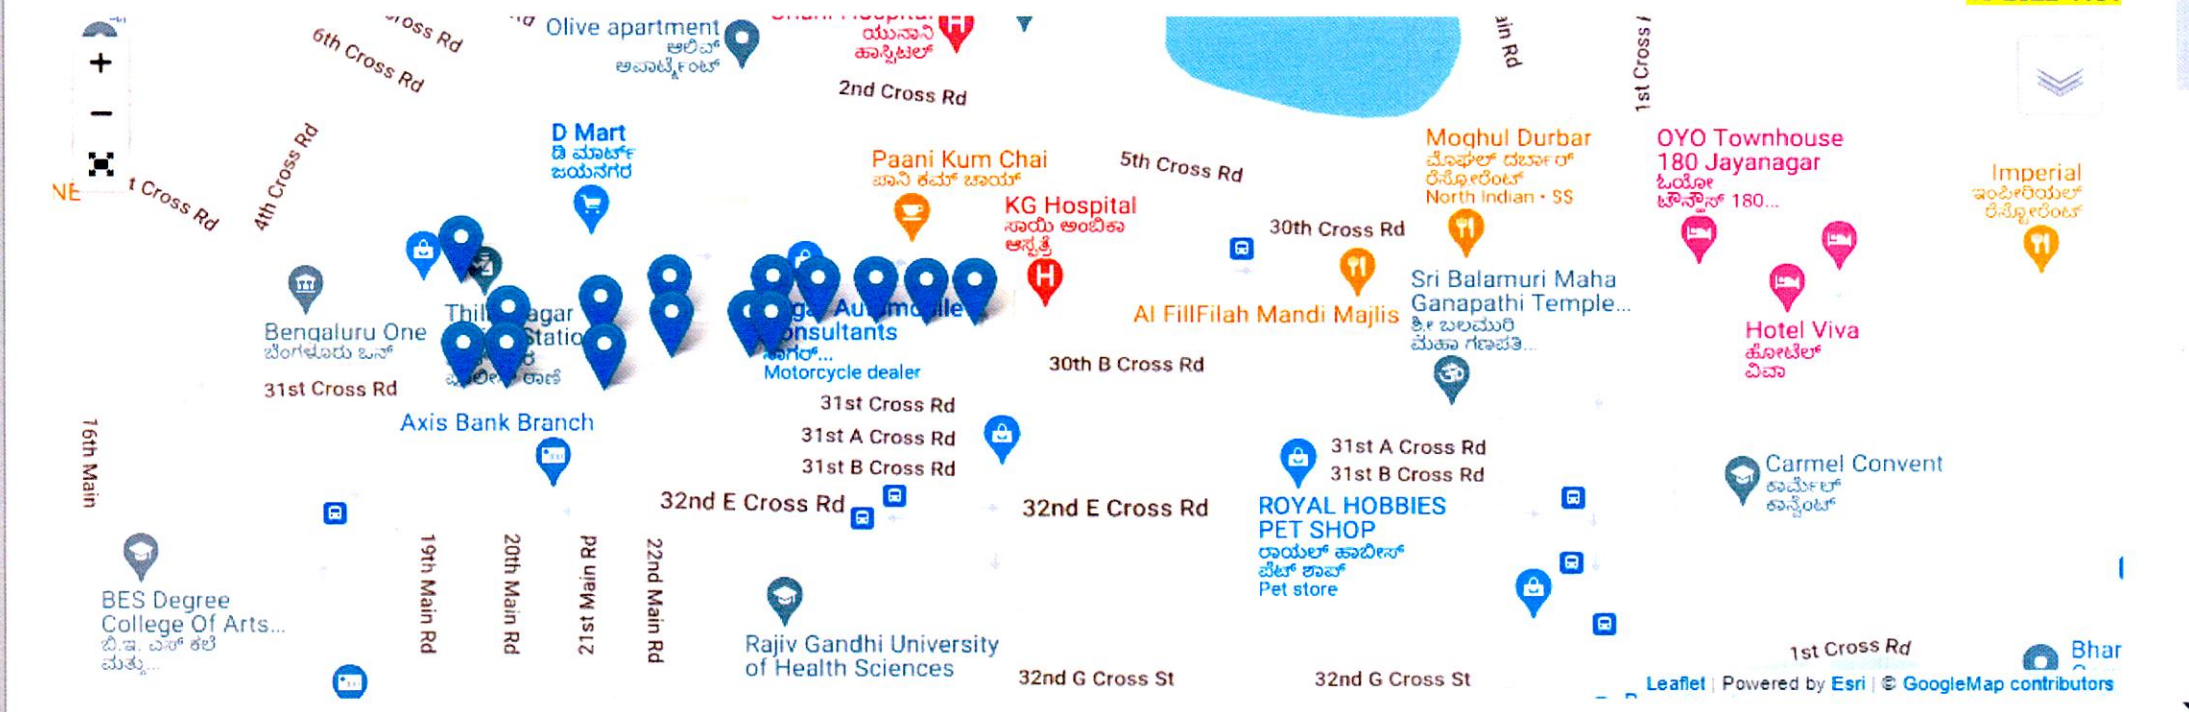 6th Cross Rd
Olive apartment
ಆಲಿವ್
ಅಪಾರ್ಟ್ಮೆಂಟ್
ಯುನಾನಿ
ಹಾಸ್ಪಿಟಲ್
2nd Cross Rd
1st Cross
+
−
4th Cross Rd
t Cross Rd
NE
D Mart
ಡಿ ಮಾರ್ಟ್
ಜಯನಗರ
Paani Kum Chai
ಪಾನಿ ಕಮ್ ಚಾಯ್
5th Cross Rd
KG Hospital
ಸಾಯಿ ಅಂಬಿಕಾ
ಆಸ್ಪತ್ರೆ
Moghul Durbar
ಮೊಘಲ್ ದರ್ಬಾರ್
ರೆಸ್ಟೋರೆಂಟ್
North Indian • $$
OYO Townhouse
180 Jayanagar
ಓಯೋ
ಟೌನ್ಹೌಸ್ 180...
Imperial
ಇಂಪೀರಿಯಲ್
ರೆಸ್ಟೋರೆಂಟ್
30th Cross Rd
Al FillFilah Mandi Majlis
Sri Balamuri Maha
Ganapathi Temple...
ಶ್ರೀ ಬಲಮುರಿ
ಮಹಾ ಗಣಪತಿ...
Hotel Viva
ಹೋಟೆಲ್
ವಿವಾ
Bengaluru One
ಬೆಂಗಳೂರು ಒನ್
31st Cross Rd
ಠಾಣೆ
Motorcycle dealer
30th B Cross Rd
Axis Bank Branch
31st Cross Rd
31st A Cross Rd
31st B Cross Rd
31st A Cross Rd
31st B Cross Rd
16th Main
32nd E Cross Rd
32nd E Cross Rd
ROYAL HOBBIES
PET SHOP
ರಾಯಲ್ ಹಾಬೀಸ್
ಪೆಟ್ ಶಾಪ್
Pet store
Carmel Convent
ಕಾರ್ಮೆಲ್
ಕಾನ್ವೆಂಟ್
BES Degree
College Of Arts...
ಬಿ.ಇ. ಎಸ್ ಕಲೆ
ಮತ್ತು...
19th Main Rd
20th Main Rd
21st Main Rd
22nd Main Rd
Rajiv Gandhi University
of Health Sciences
32nd G Cross St
32nd G Cross St
1st Cross Rd
Bhar
Leaflet | Powered by Esri | © GoogleMap contributors